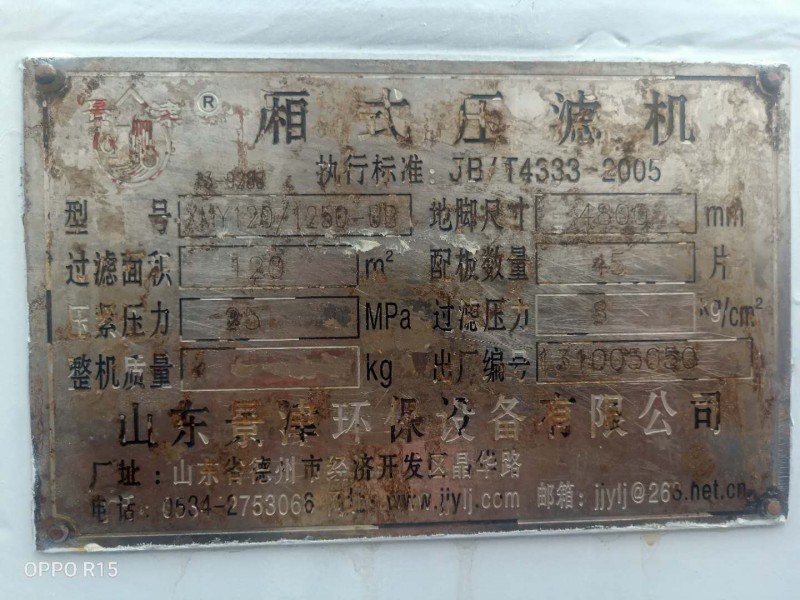 景津 ®
厢式压滤机
执行标准：JB/T4333-2005
型号 XMY120/1250-UB 地脚尺寸 mm
过滤面积 120 m² 配板数量 45 片
压紧压力 25 MPa 过滤压力 8 kg/cm²
整机质量 kg 出厂编号 131005050
山东景津环保设备有限公司
厂址：山东省德州市经济开发区晶华路
电话：0534-2753066 www.jjylj.com 邮箱：jjylj@263.net.cn
OPPO R15